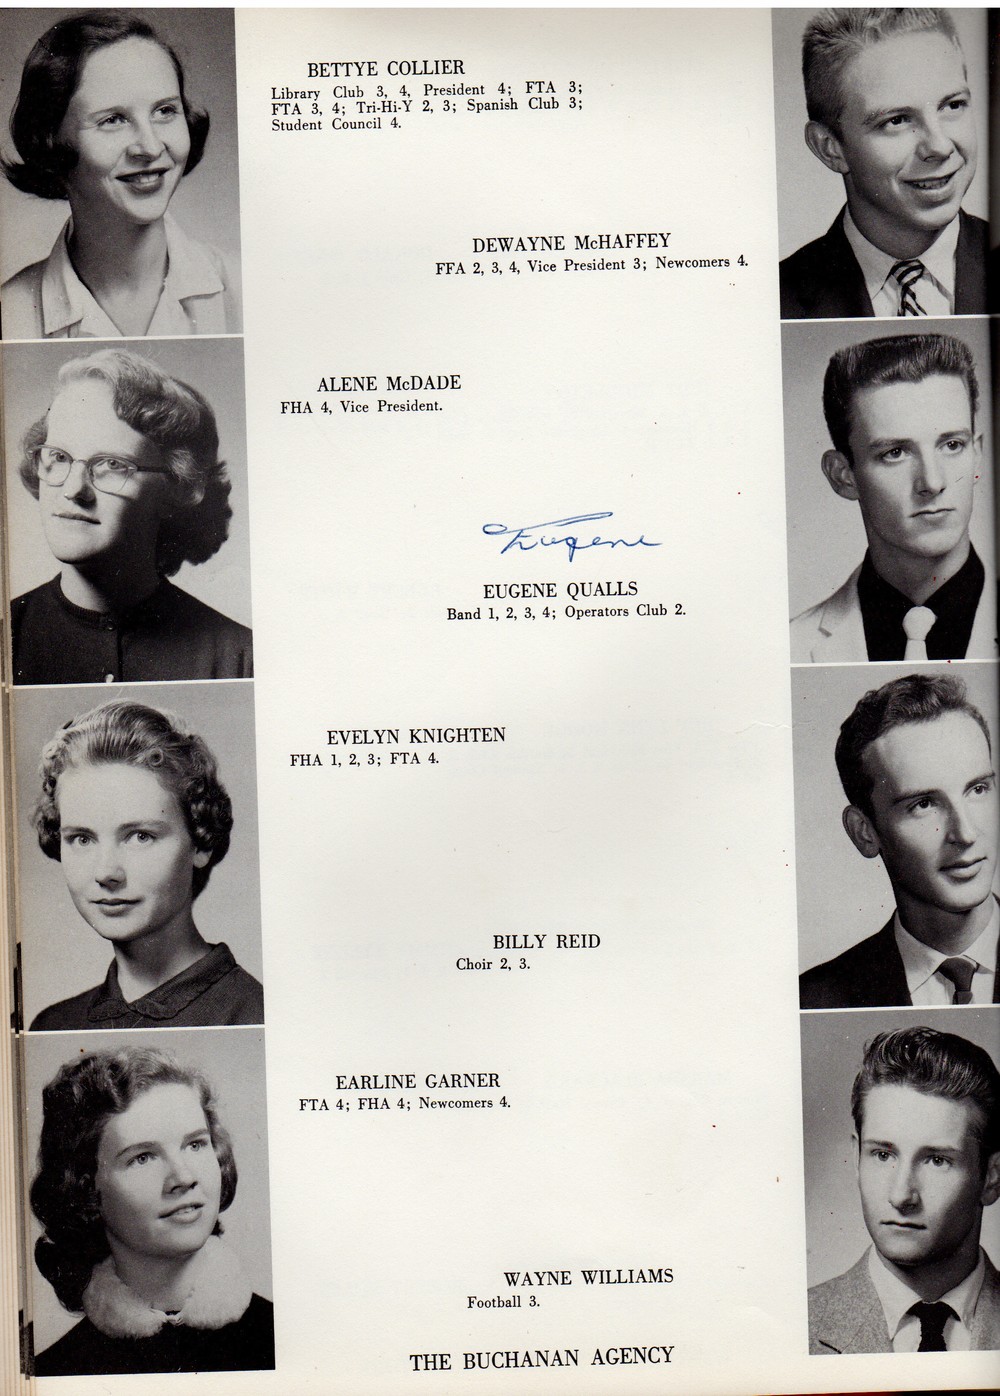 BETTYE COLLIER
Library Club 3, 4, President 4; FTA 3;
FTA 3, 4; Tri-Hi-Y 2, 3; Spanish Club 3;
Student Council 4.
DEWAYNE McHAFFEY
FFA 2, 3, 4, Vice President 3; Newcomers 4.
ALENE McDADE
FHA 4, Vice President.
Eugene
EUGENE QUALLS
Band 1, 2, 3, 4; Operators Club 2.
EVELYN KNIGHTEN
FHA 1, 2, 3; FTA 4.
BILLY REID
Choir 2, 3.
EARLINE GARNER
FTA 4; FHA 4; Newcomers 4.
WAYNE WILLIAMS
Football 3.
THE BUCHANAN AGENCY